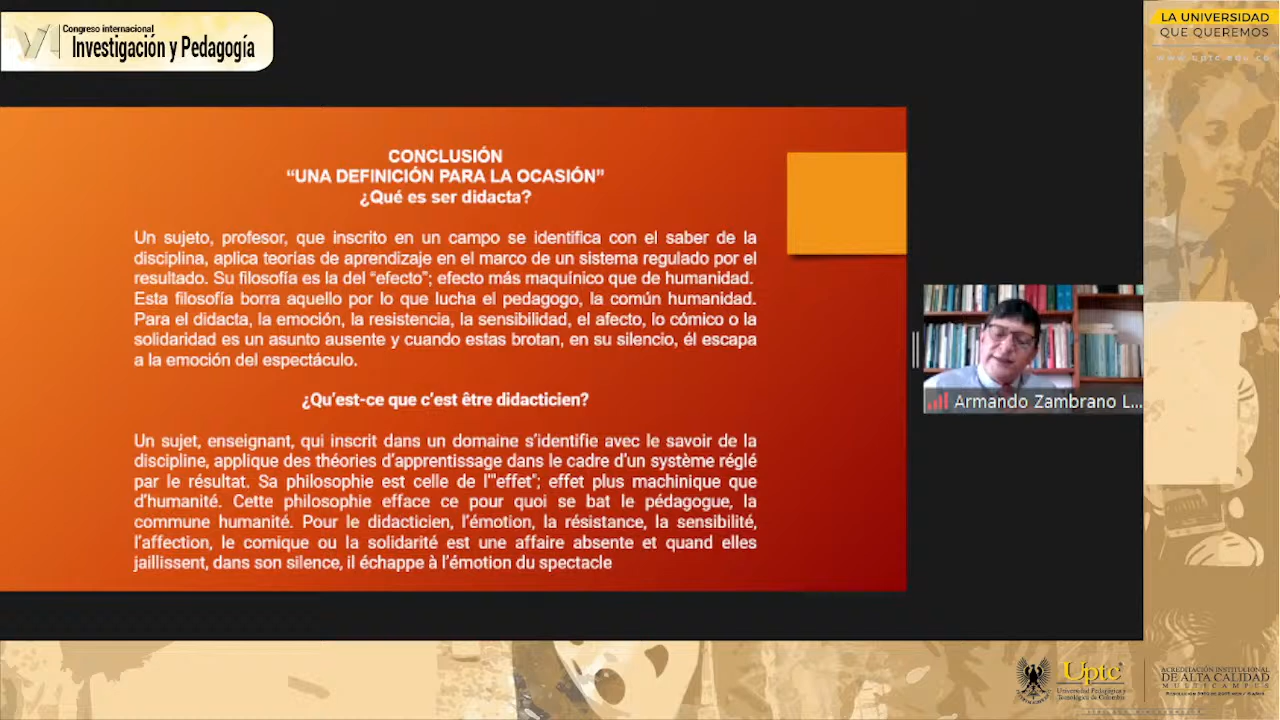 Congreso internacional
Investigación y Pedagogía
LA UNIVERSIDAD
QUE QUEREMOS
www.uptc.edu.co
CONCLUSIÓN
“UNA DEFINICIÓN PARA LA OCASIÓN”
¿Qué es ser didacta?
Un sujeto, profesor, que inscrito en un campo se identifica con el saber de la
disciplina, aplica teorías de aprendizaje en el marco de un sistema regulado por el
resultado. Su filosofía es la del “efecto”; efecto más maquínico que de humanidad.
Esta filosofía borra aquello por lo que lucha el pedagogo, la común humanidad.
Para el didacta, la emoción, la resistencia, la sensibilidad, el afecto, lo cómico o la
solidaridad es un asunto ausente y cuando estas brotan, en su silencio, él escapa
a la emoción del espectáculo.
¿Qu’est-ce que c’est être didacticien?
Un sujet, enseignant, qui inscrit dans un domaine s’identifie avec le savoir de la
discipline, applique des théories d’apprentissage dans le cadre d’un système réglé
par le résultat. Sa philosophie est celle de l’"effet"; effet plus machinique que
d’humanité. Cette philosophie efface ce pour quoi se bat le pédagogue, la
commune humanité. Pour le didacticien, l’émotion, la résistance, la sensibilité,
l’affection, le comique ou la solidarité est une affaire absente et quand elles
jaillissent, dans son silence, il échappe à l’émotion du spectacle
Armando Zambrano L...
Uptc
Universidad Pedagógica y
Tecnológica de Colombia
ACREDITACIÓN INSTITUCIONAL
DE ALTA CALIDAD
MULTICAMPUS